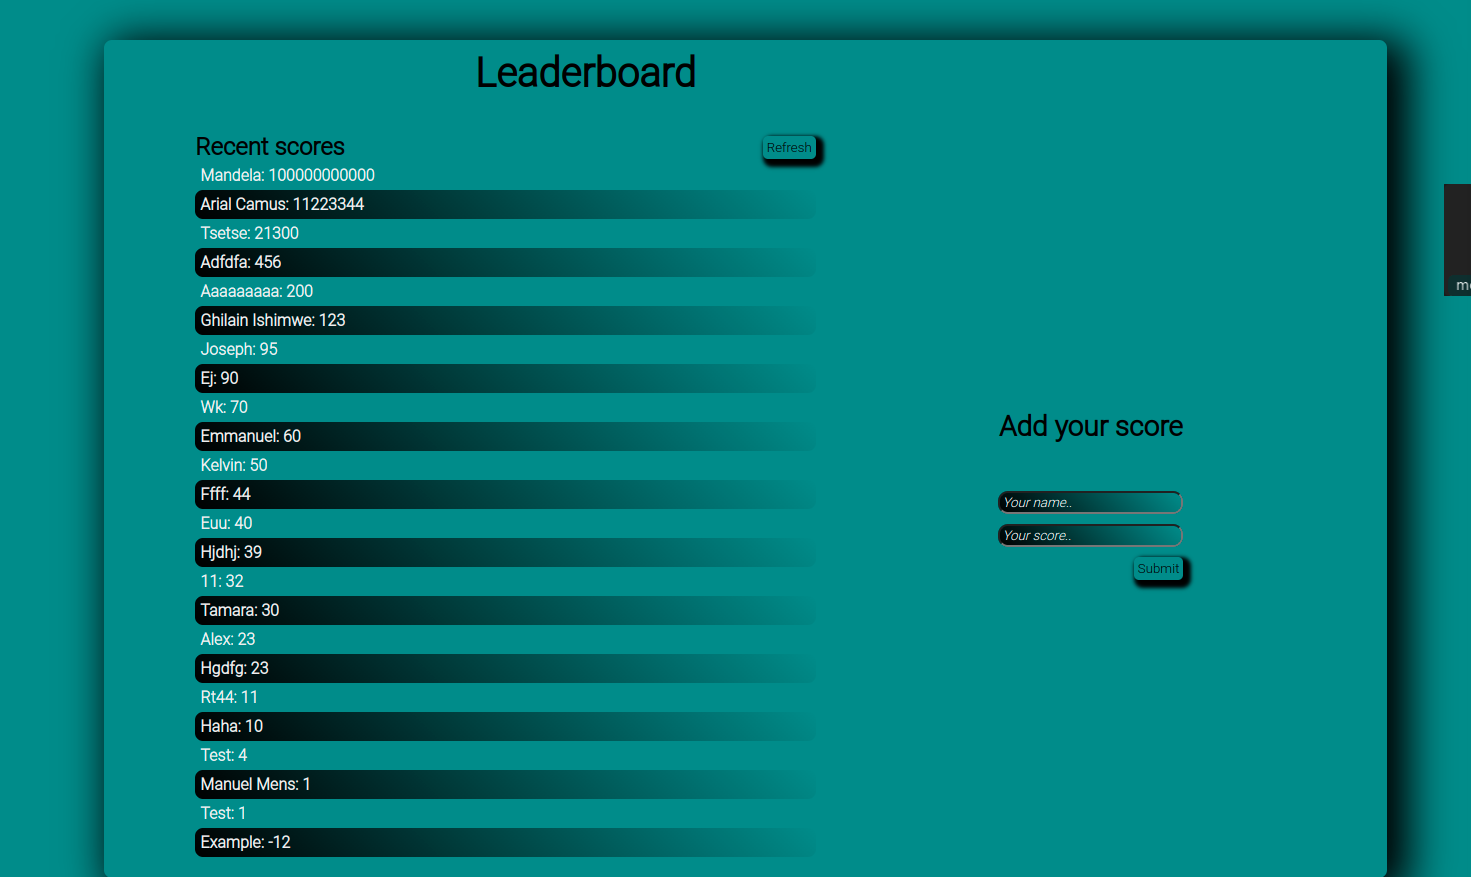 Leaderboard
Recent scores
Refresh
Mandela: 100000000000
Arial Camus: 11223344
Tsetse: 21300
Adfdfa: 456
Aaaaaaaaa: 200
Ghilain Ishimwe: 123
Joseph: 95
Ej: 90
Wk: 70
Emmanuel: 60
Kelvin: 50
Ffff: 44
Euu: 40
Hjdhj: 39
11: 32
Tamara: 30
Alex: 23
Hgdfg: 23
Rt44: 11
Haha: 10
Test: 4
Manuel Mens: 1
Test: 1
Example: -12
Add your score
Your name..
Your score..
Submit